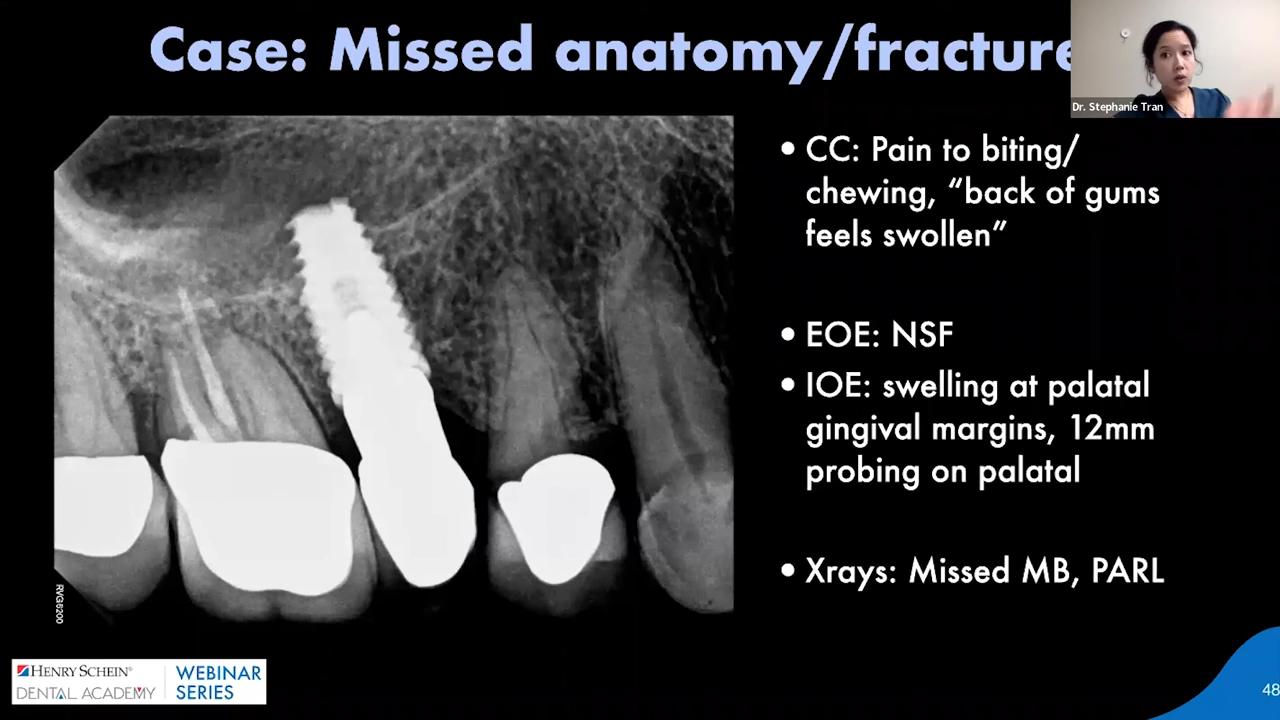 Case: Missed anatomy/fracture
Dr. Stephanie Tran
• CC: Pain to biting/
chewing, “back of gums
feels swollen”
• EOE: NSF
• IOE: swelling at palatal
gingival margins, 12mm
probing on palatal
• Xrays: Missed MB, PARL
RVG6200
HENRY SCHEIN®
DENTAL ACADEMY
WEBINAR
SERIES
48